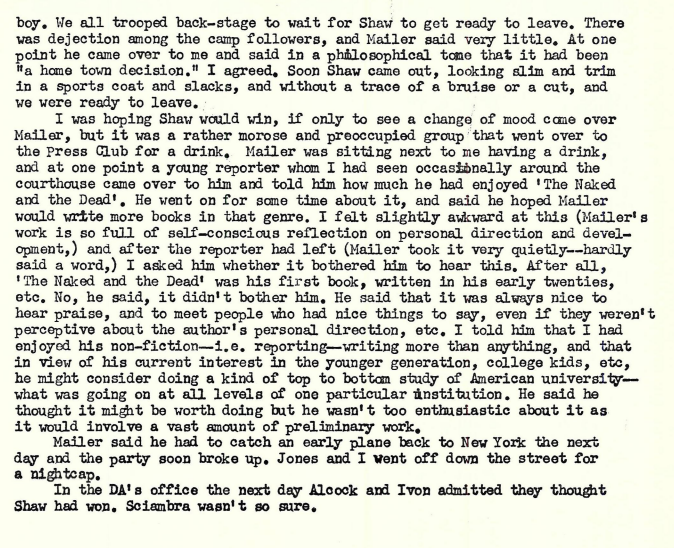 boy. We all trooped back-stage to wait for Shaw to get ready to leave. There
was dejection among the camp followers, and Mailer said very little. At one
point he came over to me and said in a philosophical tone that it had been
"a home town decision." I agreed. Soon Shaw came out, looking slim and trim
in a sports coat and slacks, and without a trace of a bruise or a cut, and
we were ready to leave.
I was hoping Shaw would win, if only to see a change of mood come over
Mailer, but it was a rather morose and preoccupied group that went over to
the Press Club for a drink. Mailer was sitting next to me having a drink,
and at one point a young reporter whom I had seen occasionally around the
courthouse came over to him and told him how much he had enjoyed 'The Naked
and the Dead'. He went on for some time about it, and said he hoped Mailer
would write more books in that genre. I felt slightly awkward at this (Mailer's
work is so full of self-conscious reflection on personal direction and devel-
opment,) and after the reporter had left (Mailer took it very quietly--hardly
said a word,) I asked him whether it bothered him to hear this. After all,
'The Naked and the Dead' was his first book, written in his early twenties,
etc. No, he said, it didn't bother him. He said that it was always nice to
hear praise, and to meet people who had nice things to say, even if they weren't
perceptive about the author's personal direction, etc. I told him that I had
enjoyed his non-fiction—i.e. reporting—writing more than anything, and that
in view of his current interest in the younger generation, college kids, etc,
he might consider doing a kind of top to bottom study of American university—
what was going on at all levels of one particular institution. He said he
thought it might be worth doing but he wasn't too enthusiastic about it as
it would involve a vast amount of preliminary work.
Mailer said he had to catch an early plane back to New York the next
day and the party soon broke up. Jones and I went off down the street for
a nightcap.
In the DA's office the next day Alcock and Ivon admitted they thought
Shaw had won. Sciambra wasn't so sure.